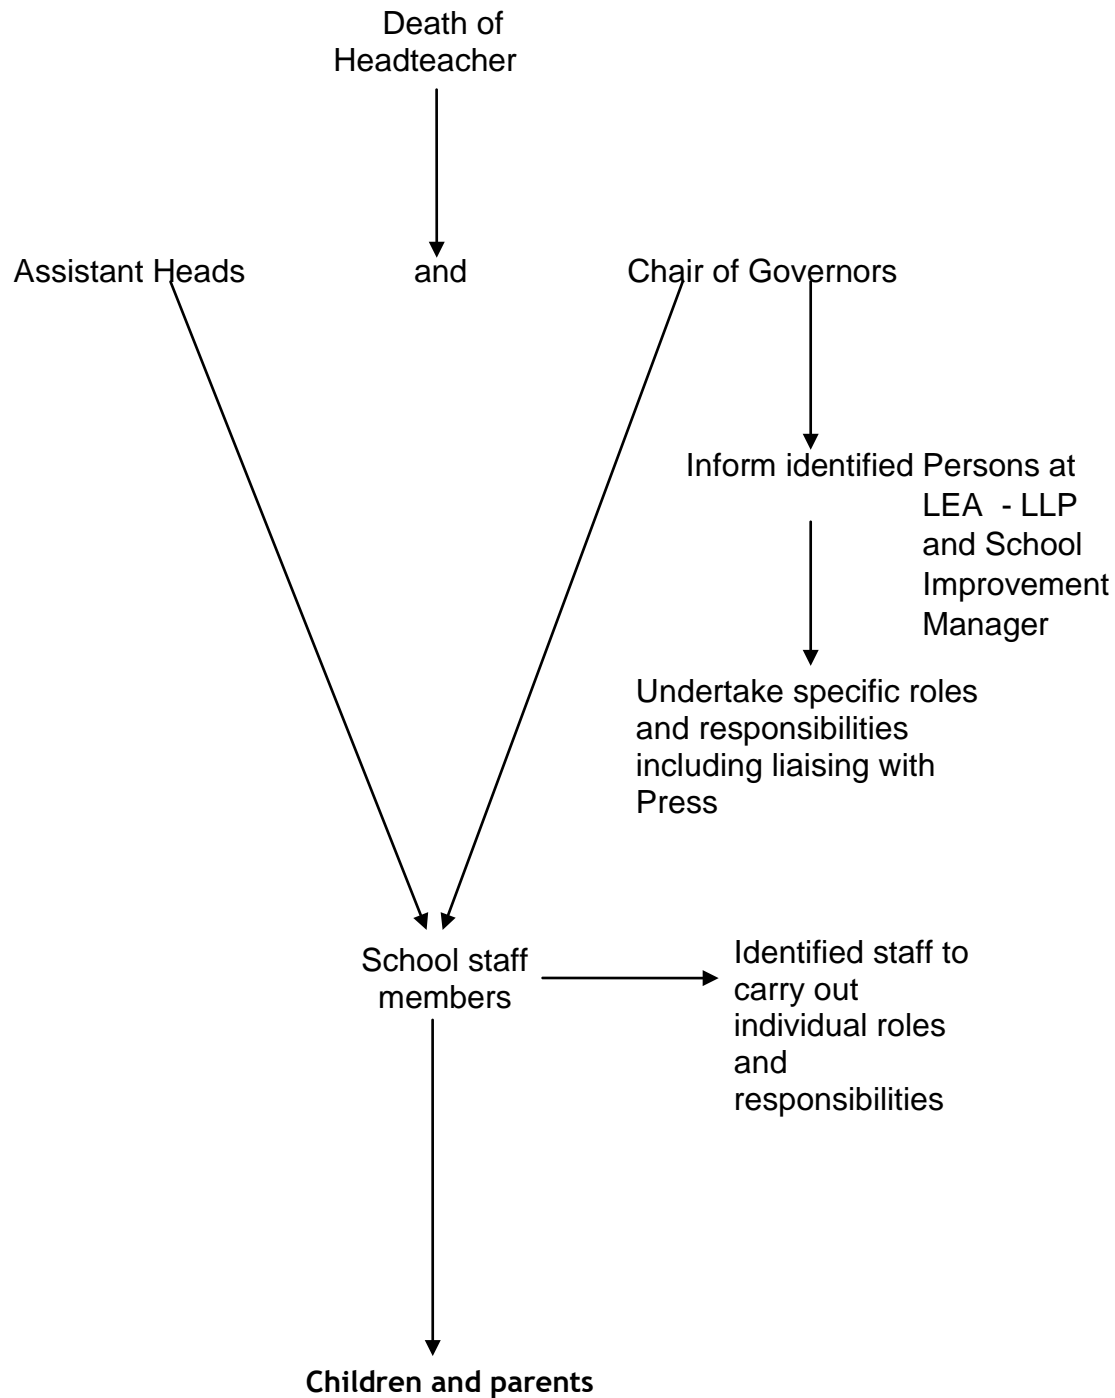 Death of
Headteacher
Assistant Heads and Chair of Governors
Inform identified Persons at
LEA - LLP
and School
Improvement
Manager
Undertake specific roles
and responsibilities
including liaising with
Press
School staff
members
Identified staff to
carry out
individual roles
and
responsibilities
Children and parents